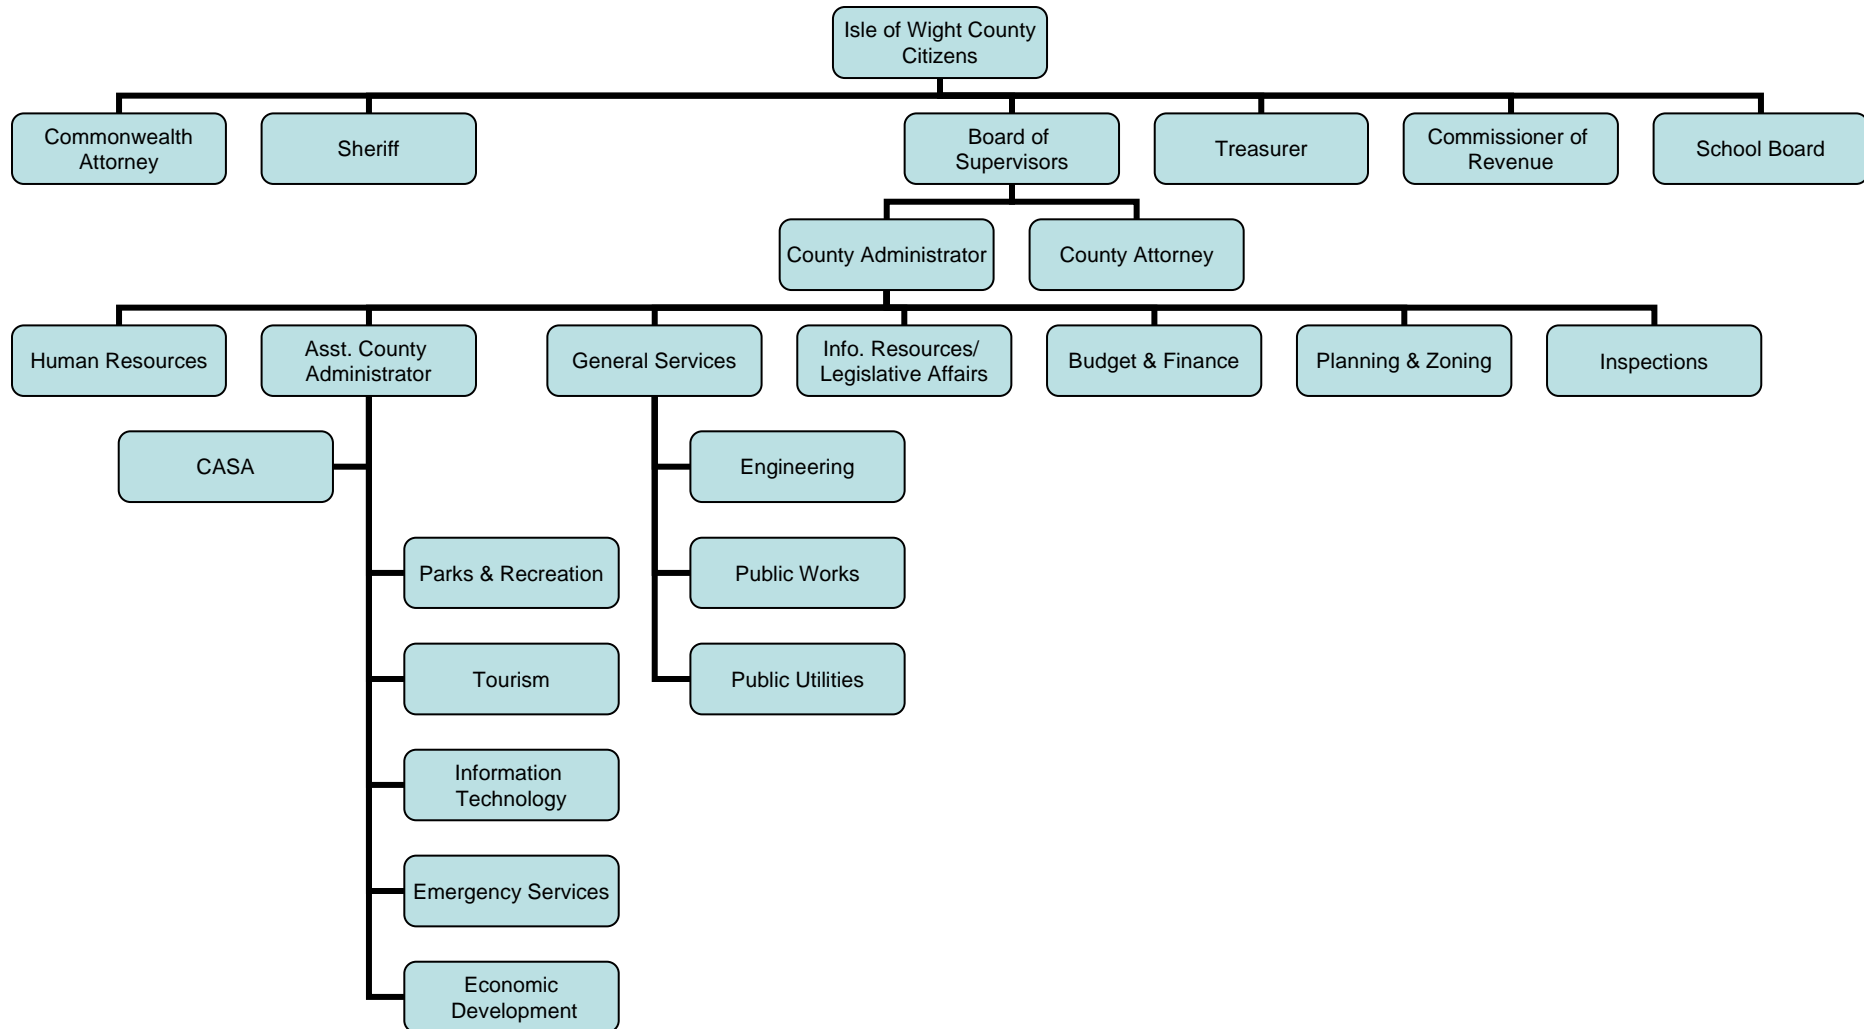 Isle of Wight County
Citizens
Commonwealth
Attorney
Sheriff
Board of
Supervisors
Treasurer
Commissioner of
Revenue
School Board
County Administrator
County Attorney
Human Resources
Asst. County
Administrator
General Services
Info. Resources/
Legislative Affairs
Budget & Finance
Planning & Zoning
Inspections
CASA
Engineering
Parks & Recreation
Public Works
Tourism
Public Utilities
Information
Technology
Emergency Services
Economic
Development